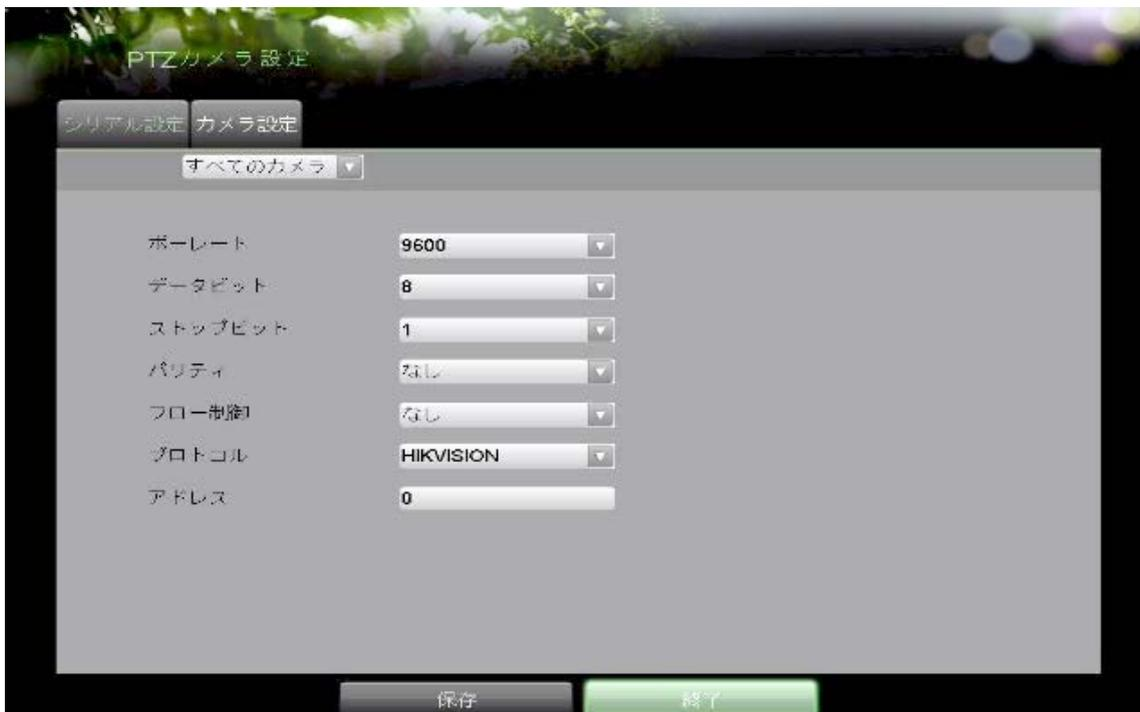 PTZカメラ設定
シリアル設定 カメラ設定
すべてのカメラ
ボーレート 9600
データビット 8
ストップビット 1
パリティ なし
フロー制御 なし
プロトコル HIKVISION
アドレス 0
保存 終了